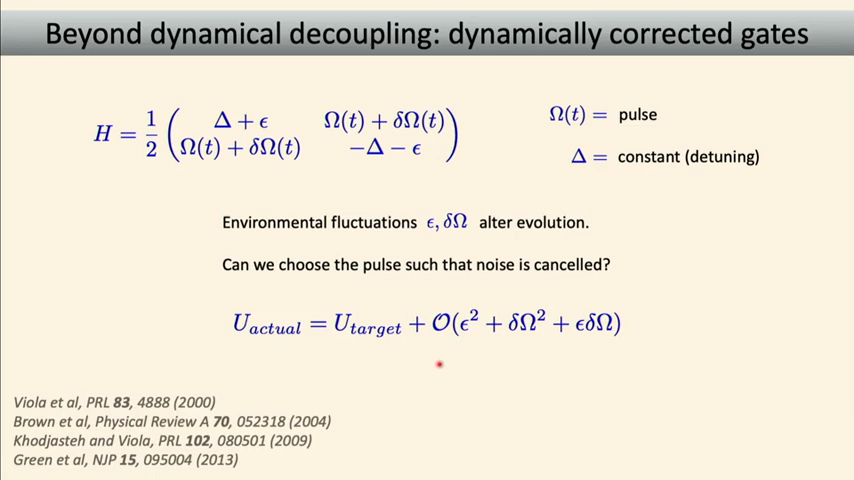 Beyond dynamical decoupling: dynamically corrected gates
H = 1/2 ( Δ + ϵ   Ω(t) + δΩ(t)
Ω(t) + δΩ(t)   −Δ − ϵ )
Ω(t) = pulse
Δ = constant (detuning)
Environmental fluctuations ϵ, δΩ alter evolution.
Can we choose the pulse such that noise is cancelled?
U_actual = U_target + 𝒪(ϵ² + δΩ² + ϵδΩ)
Viola et al, PRL 83, 4888 (2000)
Brown et al, Physical Review A 70, 052318 (2004)
Khodjasteh and Viola, PRL 102, 080501 (2009)
Green et al, NJP 15, 095004 (2013)